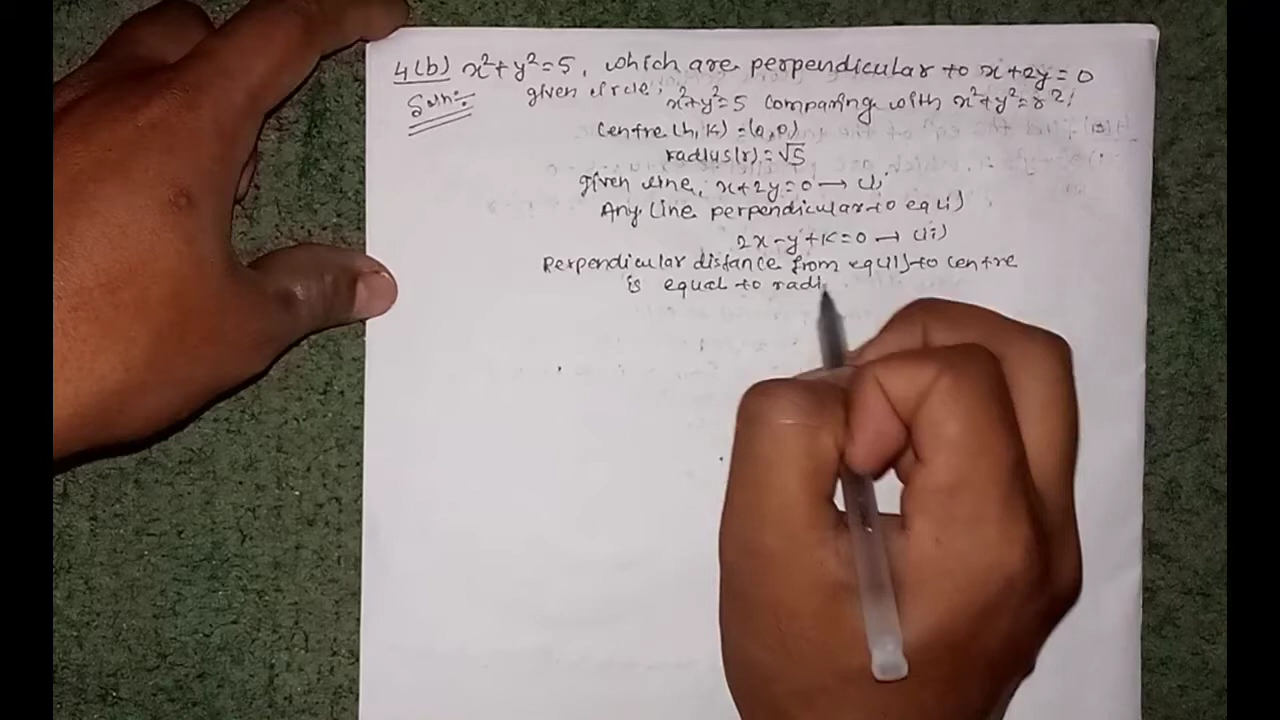 4(b) x²+y²=5, which are perpendicular to x+2y=0
Soln:- given circle, x²+y²=5 comparing with x²+y²=r²,
Centre (h,k) = (0,0)
radius(r)=√5
given line, x+2y=0 → (i)
Any line perpendicular to eq(i)
2x-y+k=0 → (ii)
Perpendicular distance from eq(ii) to centre
is equal to radi